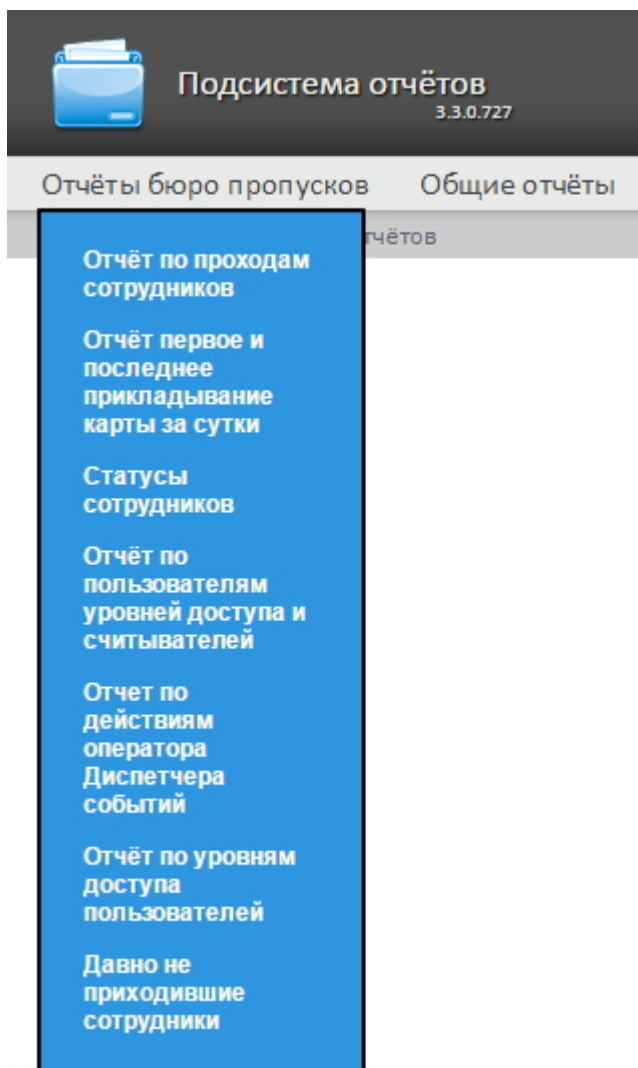 Подсистема отчётов
3.3.0.727
Отчёты бюро пропусков Общие отчёты
тчётов
Отчёт по проходам
сотрудников
Отчёт первое и
последнее
прикладывание
карты за сутки
Статусы
сотрудников
Отчёт по
пользователям
уровней доступа и
считывателей
Отчет по
действиям
оператора
Диспетчера
событий
Отчёт по уровням
доступа
пользователей
Давно не
приходившие
сотрудники